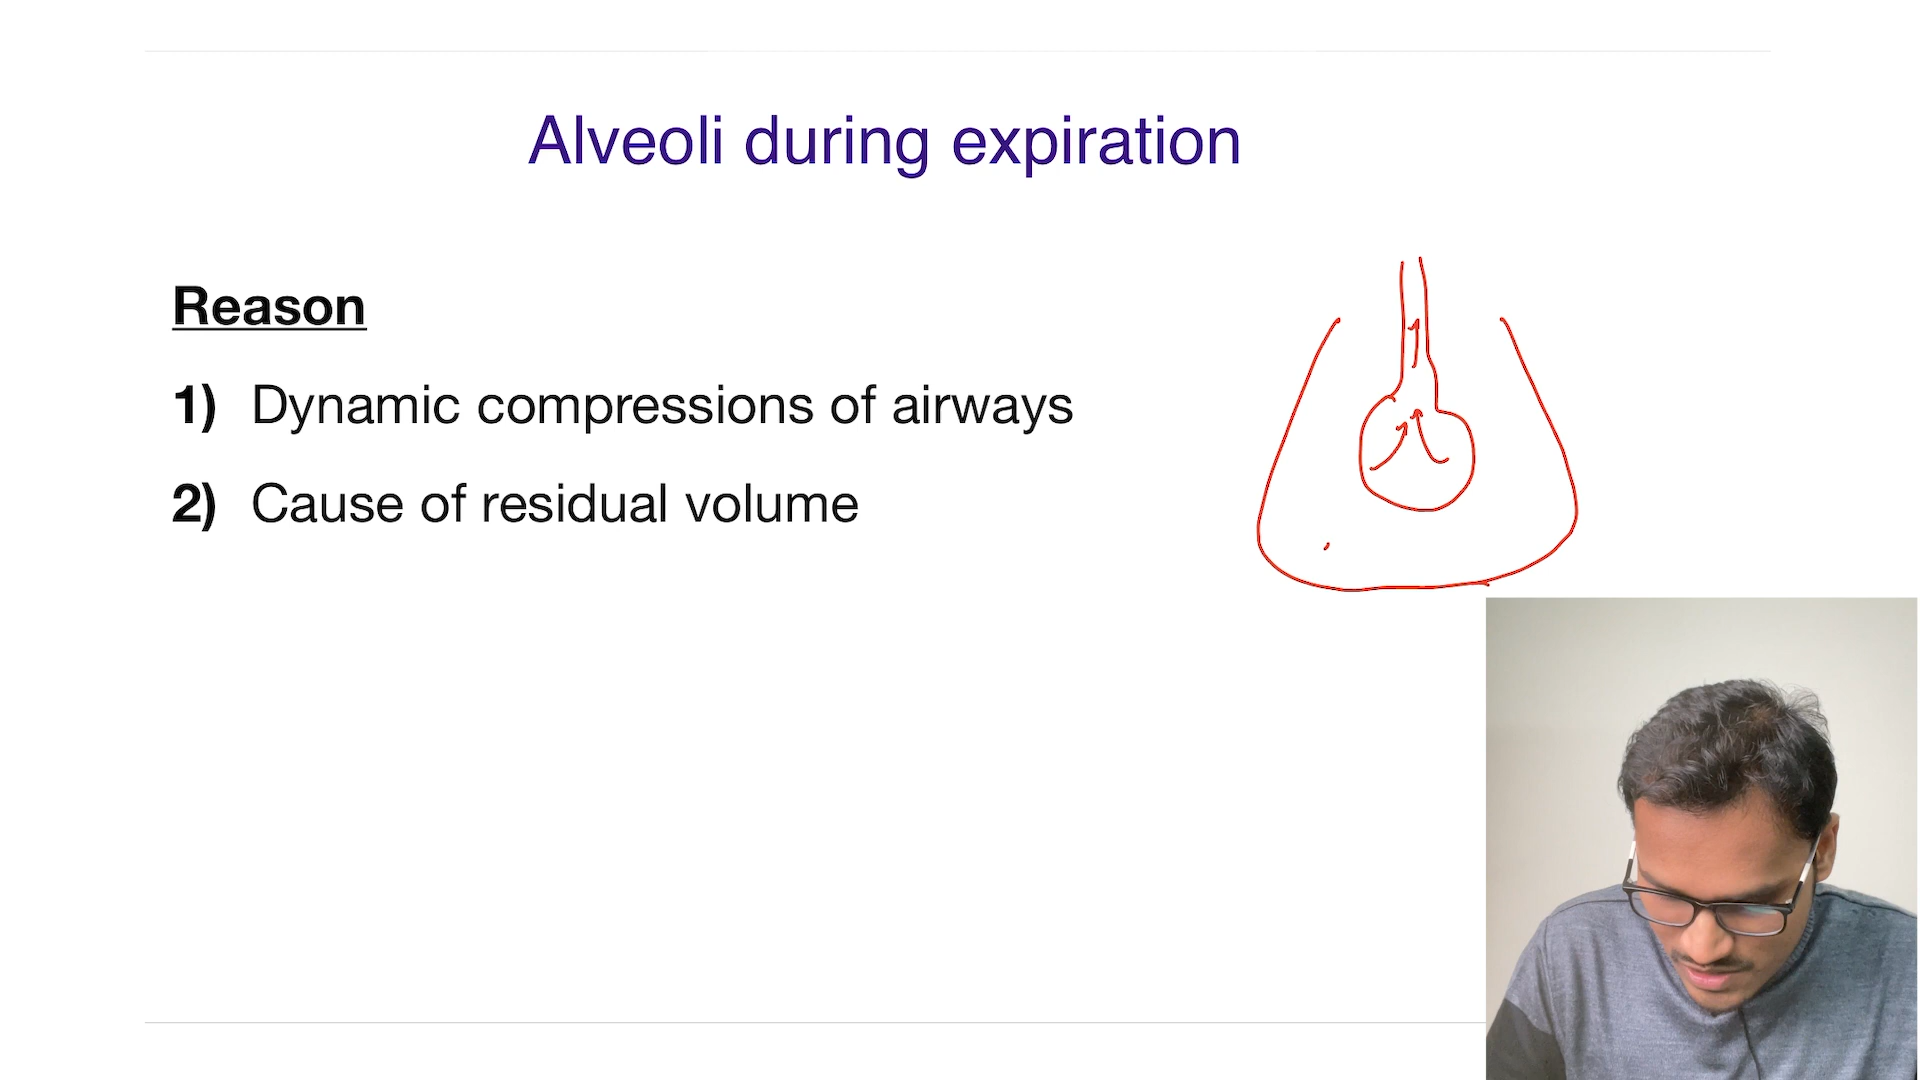 Alveoli during expiration
Reason
1) Dynamic compressions of airways
2) Cause of residual volume